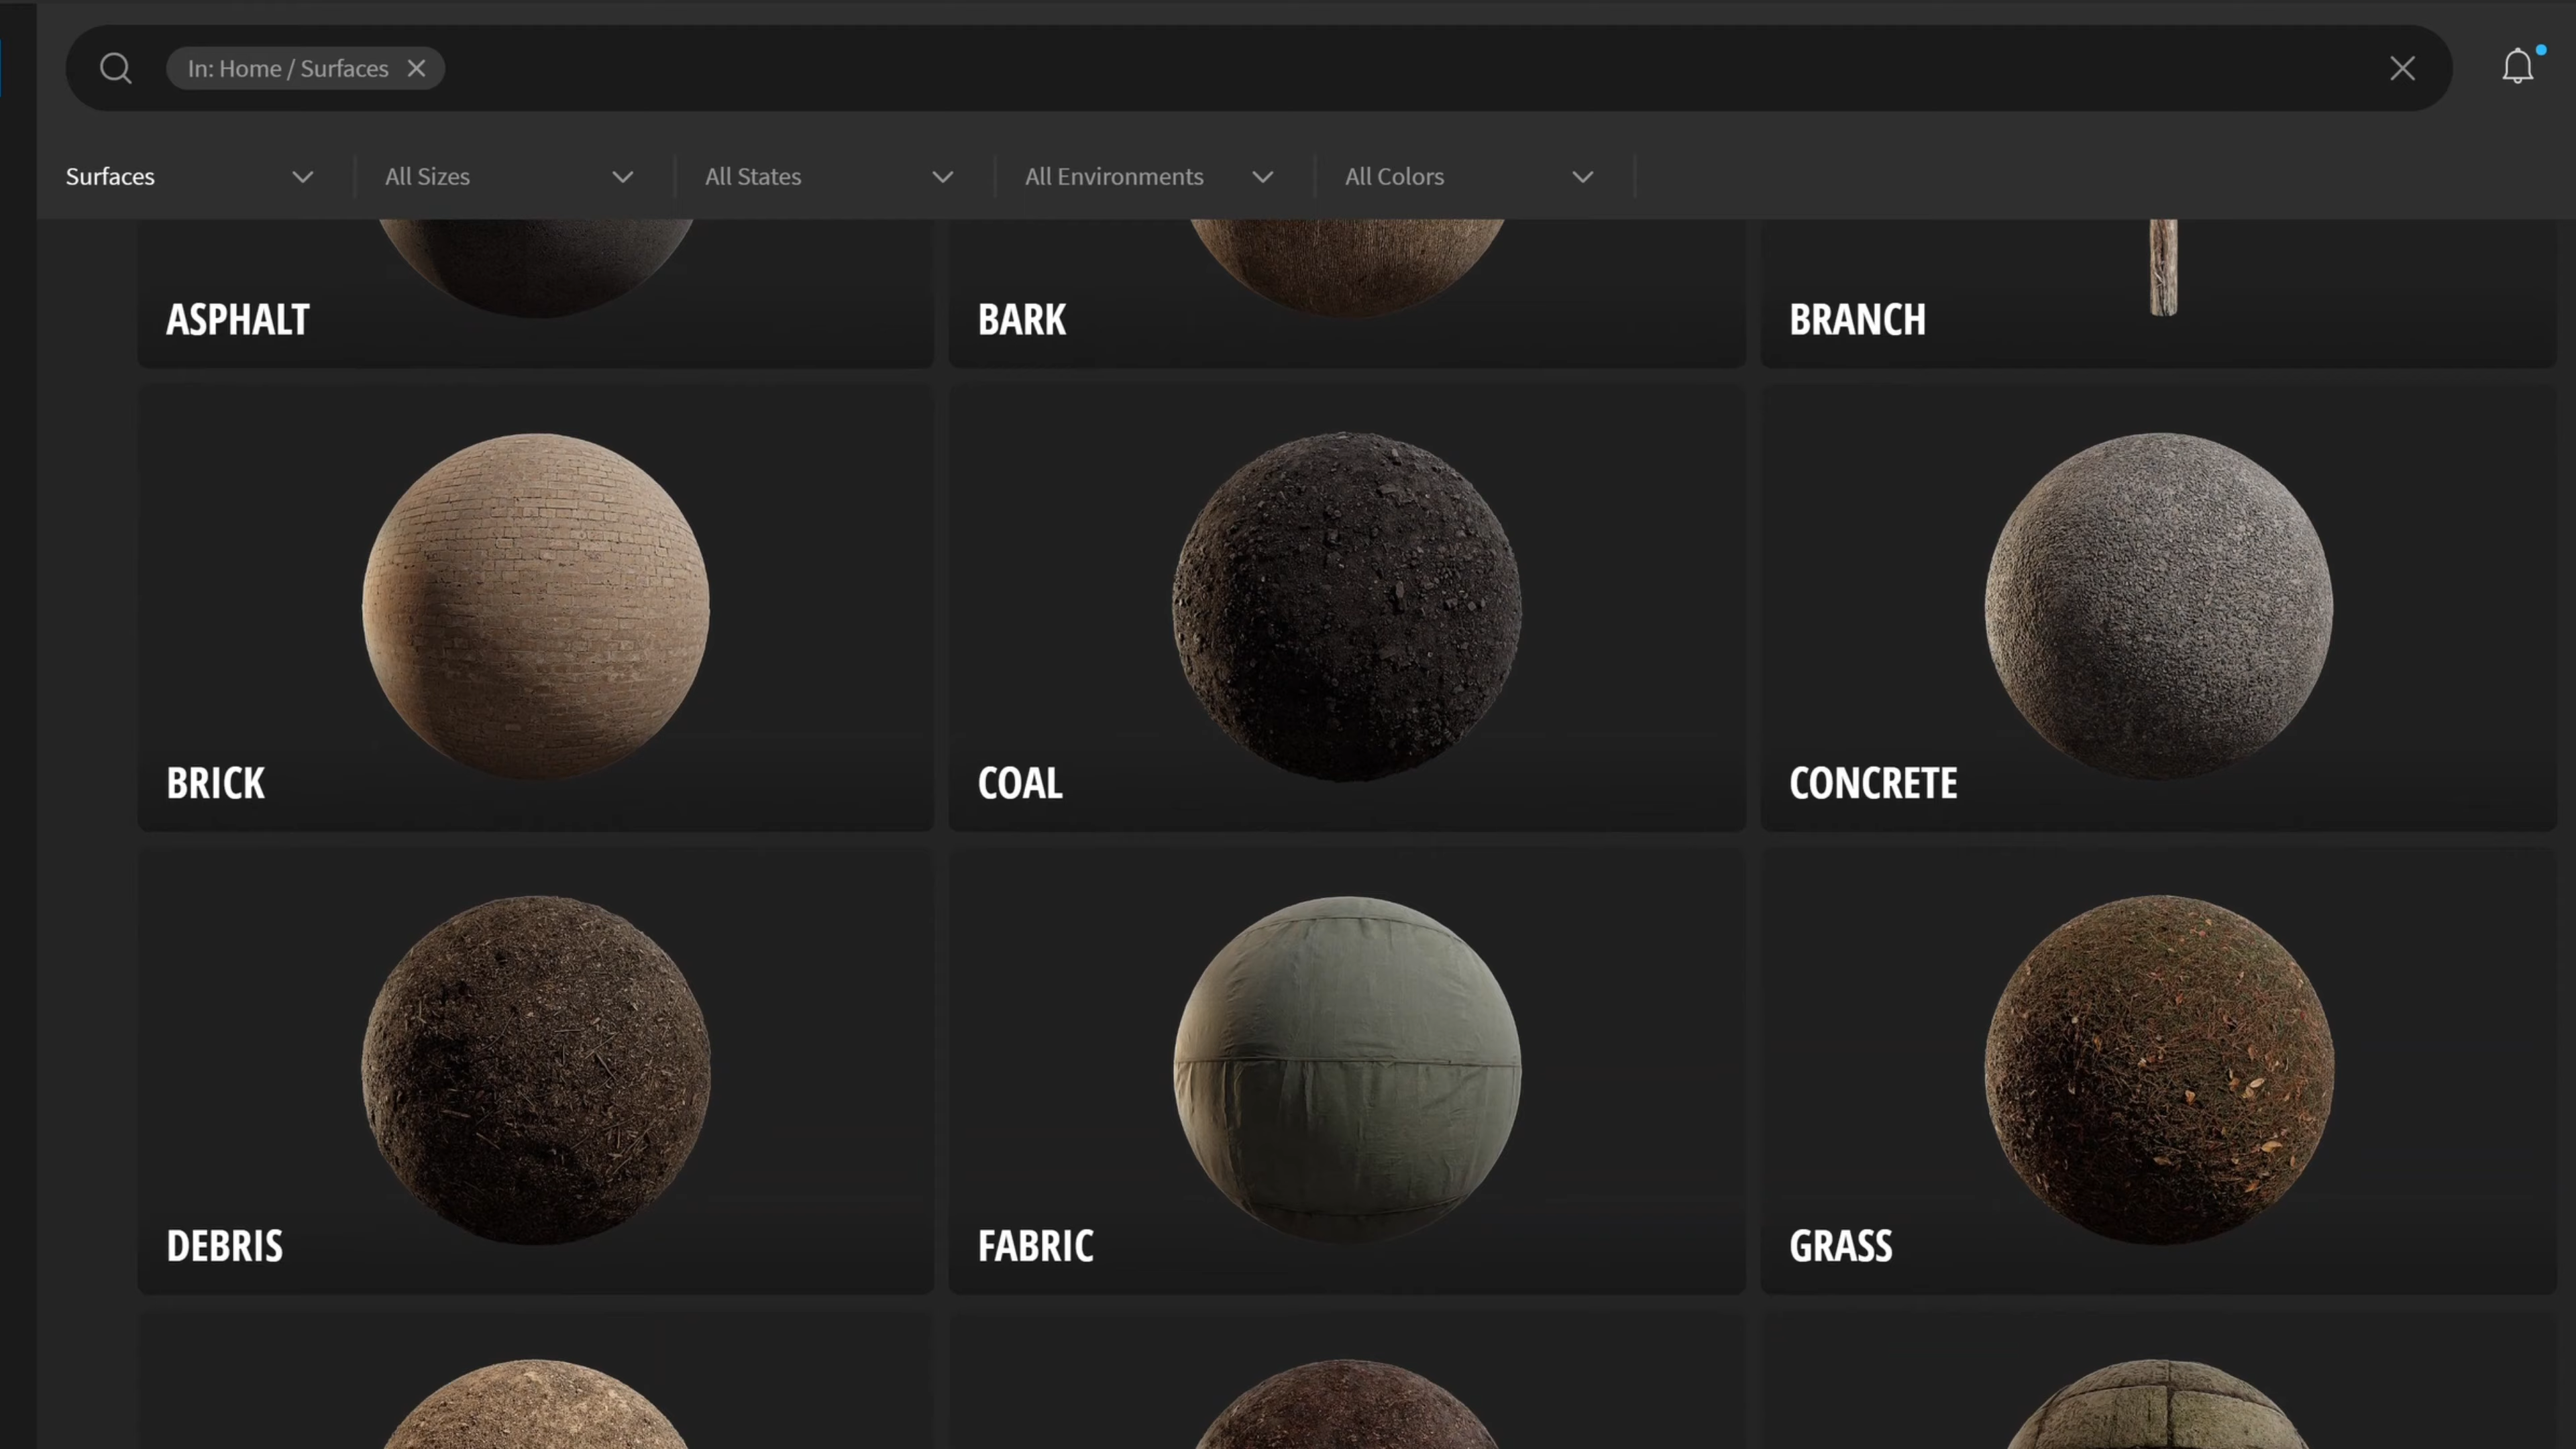 In: Home / Surfaces
Surfaces
All Sizes
All States
All Environments
All Colors
ASPHALT
BARK
BRANCH
BRICK
COAL
CONCRETE
DEBRIS
FABRIC
GRASS